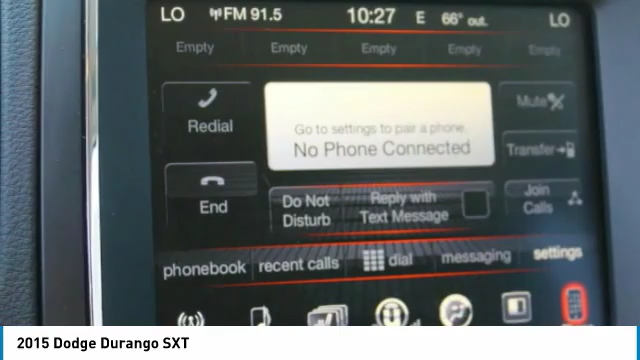 LO FM 91.5 10:27 E 66° out. LO
Empty Empty Empty Empty Empty
Redial
Go to settings to pair a phone.
No Phone Connected
Mute
Transfer
End
Do Not
Disturb
Reply with
Text Message
Join
Calls
phonebook recent calls dial messaging settings
2015 Dodge Durango SXT